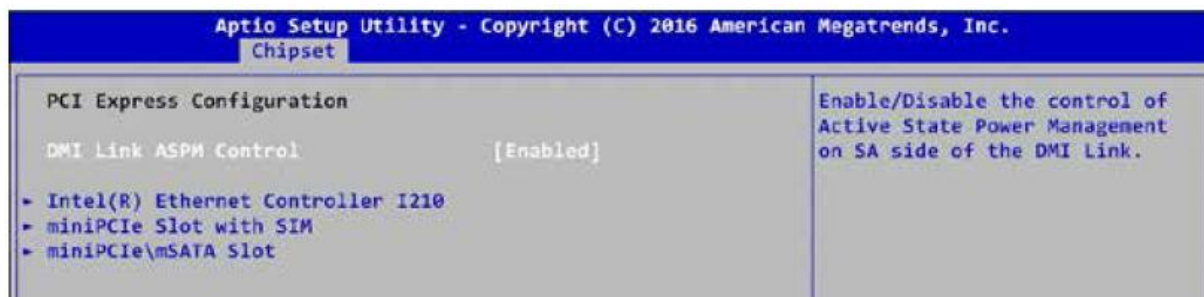 Aptio Setup Utility - Copyright (C) 2016 American Megatrends, Inc.
Chipset
PCI Express Configuration
DMI Link ASPM Control [Enabled]
► Intel(R) Ethernet Controller I210
► miniPCIe Slot with SIM
► miniPCIe\mSATA Slot
Enable/Disable the control of
Active State Power Management
on SA side of the DMI Link.